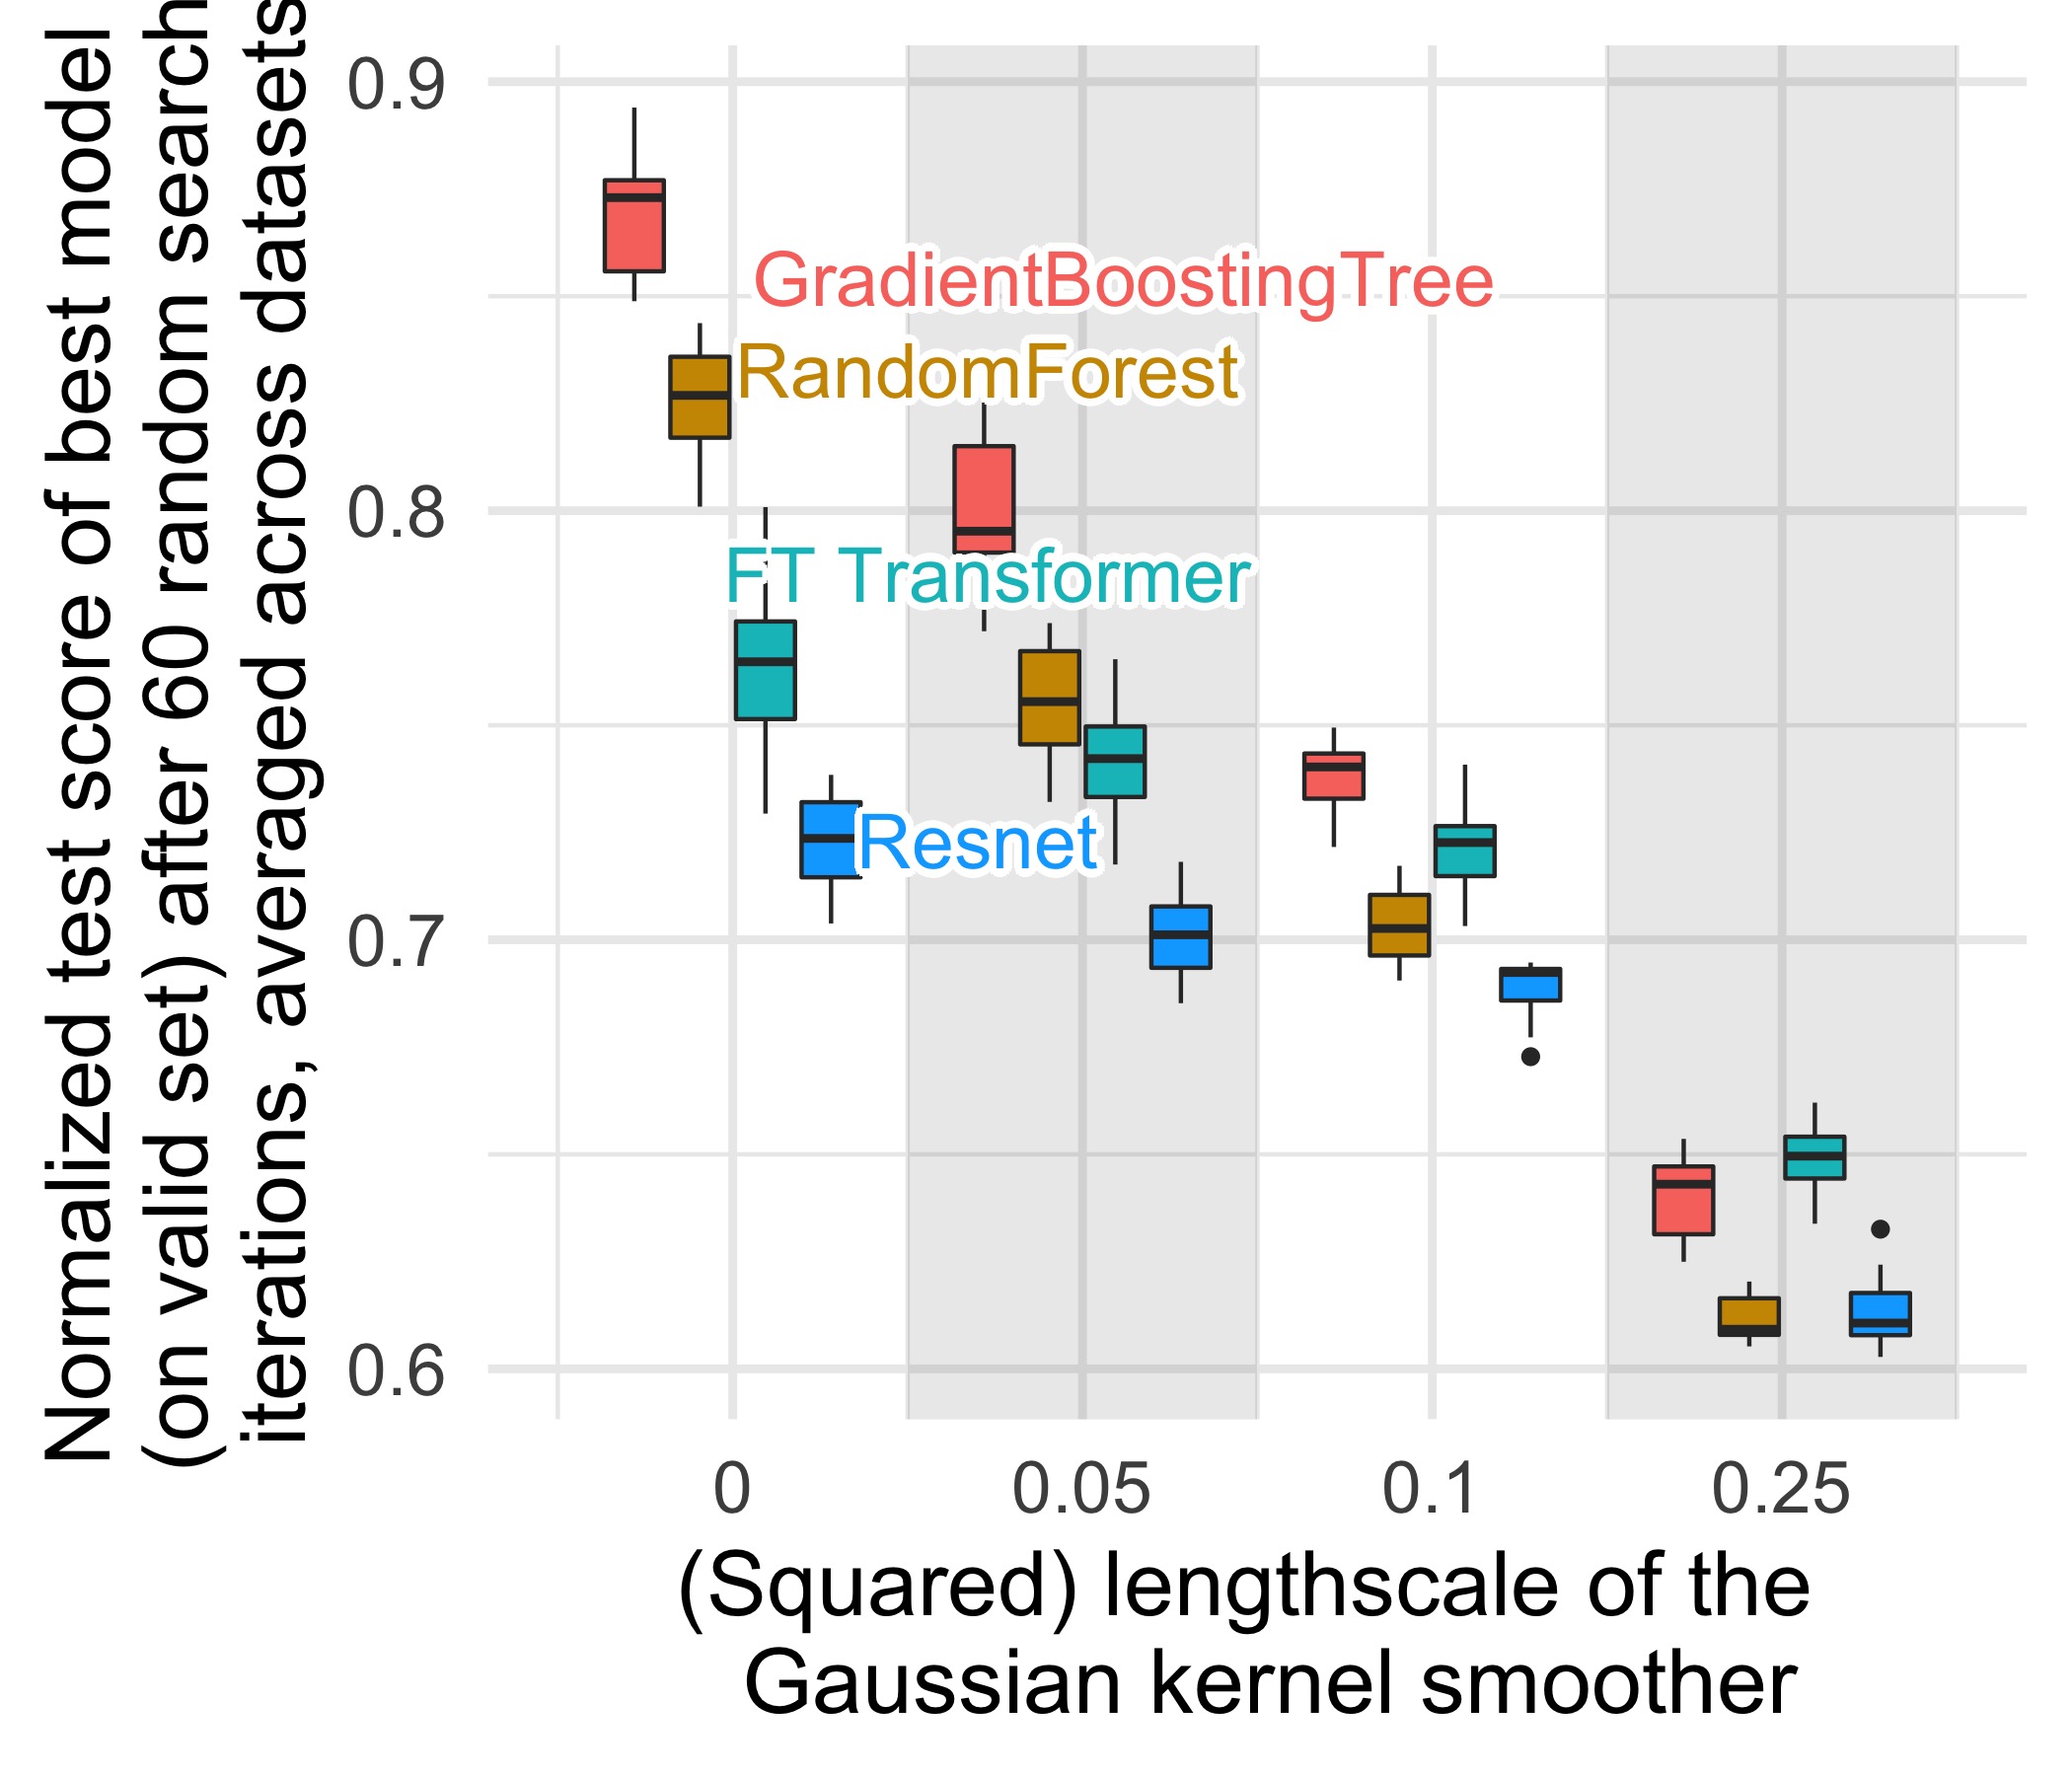 Normalized test score of best model
(on valid set) after 60 random search
iterations, averaged across datasets
0.9
0.8
0.7
0.6
GradientBoostingTree
RandomForest
FT Transformer
Resnet
0
0.05
0.1
0.25
(Squared) lengthscale of the
Gaussian kernel smoother